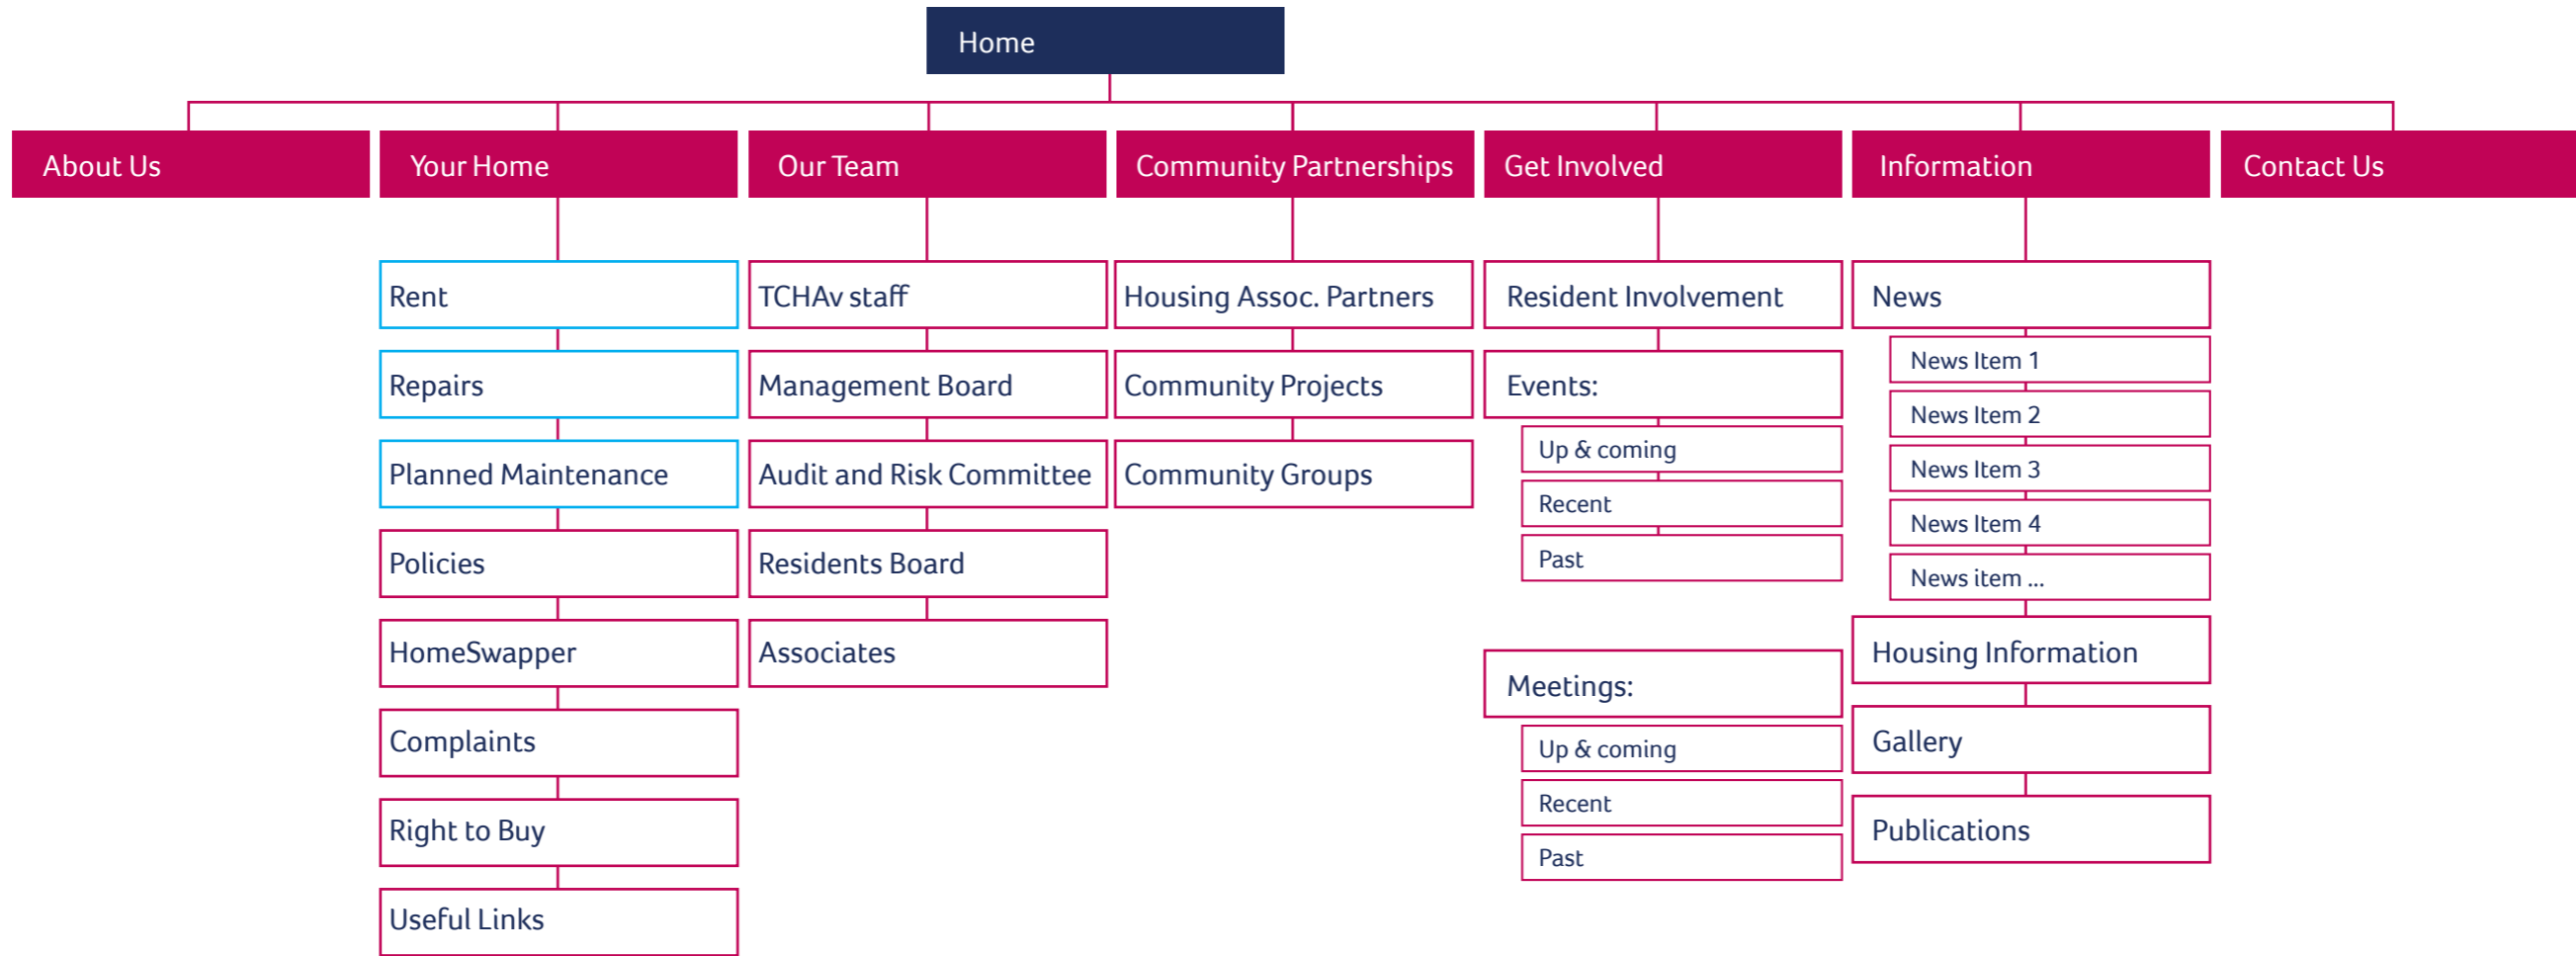 Home
About Us
Your Home
Our Team
Community Partnerships
Get Involved
Information
Contact Us
Rent
Repairs
Planned Maintenance
Policies
HomeSwapper
Complaints
Right to Buy
Useful Links
TCHAv staff
Management Board
Audit and Risk Committee
Residents Board
Associates
Housing Assoc. Partners
Community Projects
Community Groups
Resident Involvement
Events:
Up & coming
Recent
Past
Meetings:
Up & coming
Recent
Past
News
News Item 1
News Item 2
News Item 3
News Item 4
News item ...
Housing Information
Gallery
Publications